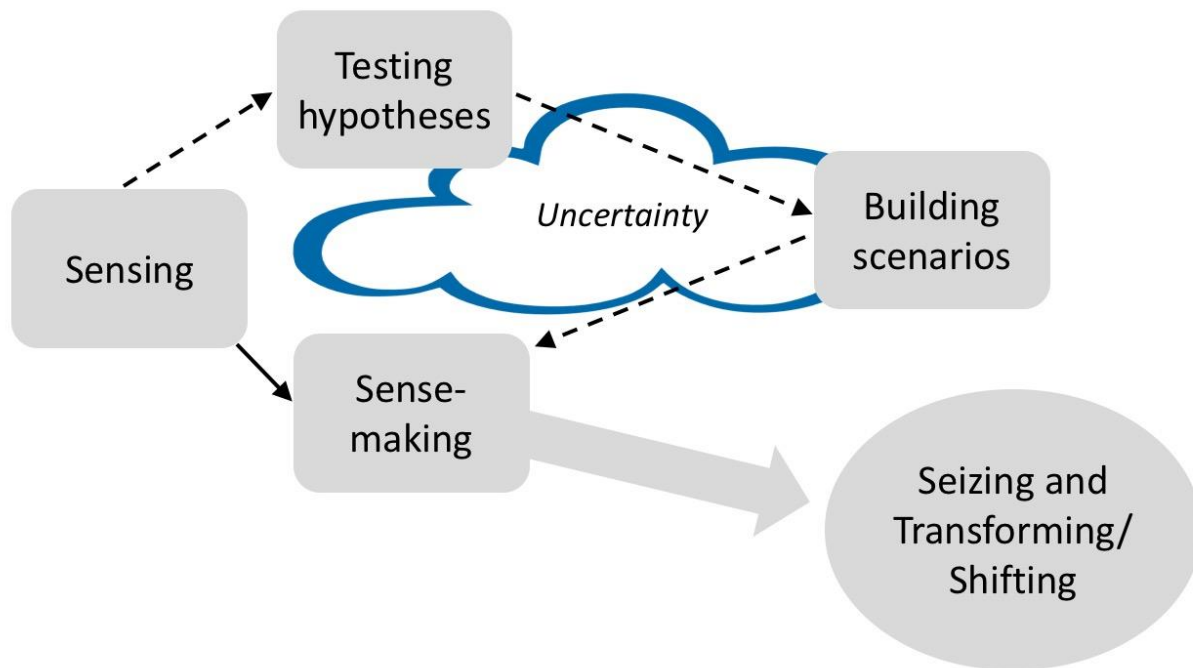 Testing
hypotheses
Uncertainty
Building
scenarios
Sensing
Sense-
making
Seizing and
Transforming/
Shifting